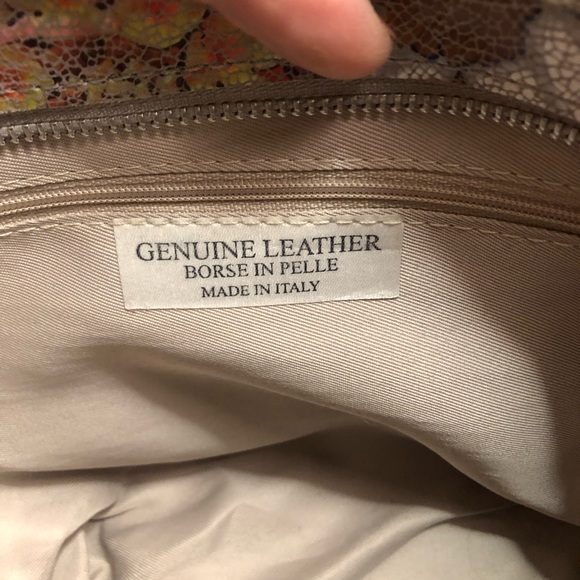 GENUINE LEATHER
BORSE IN PELLE
MADE IN ITALY